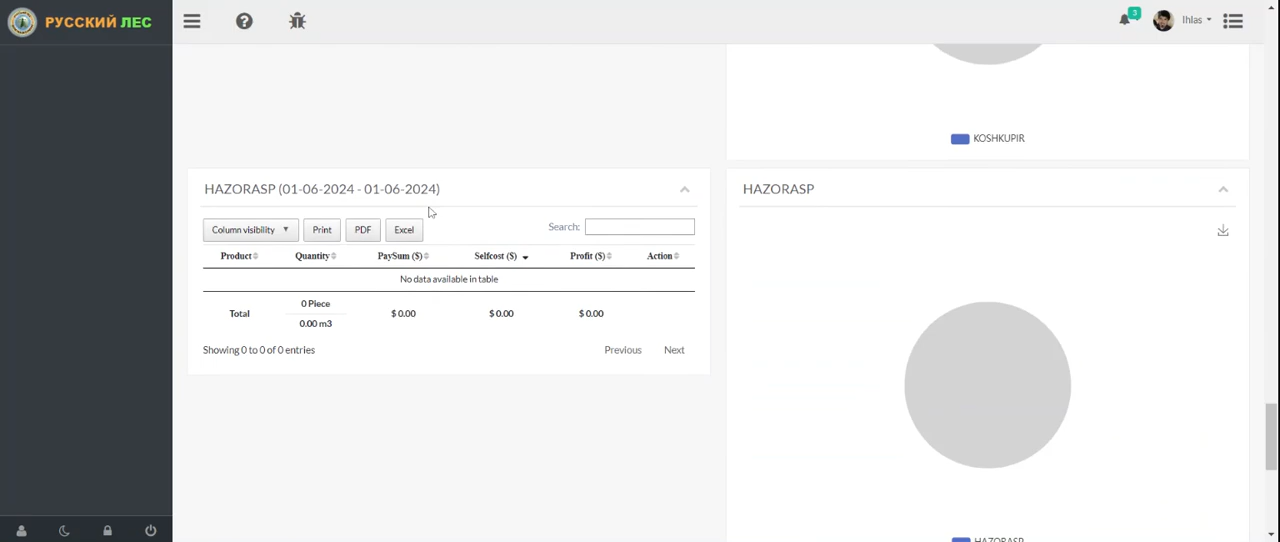 РУССКИЙ ЛЕС
3
Ihlas
KOSHKUPIR
HAZORASP (01-06-2024 - 01-06-2024)
HAZORASP
Column visibility
Print
PDF
Excel
Search:
Product Quantity PaySum ($) Selfcost ($) Profit ($) Action
No data available in table
Total 0 Piece $ 0.00 $ 0.00 $ 0.00
0.00 m3
Showing 0 to 0 of 0 entries
Previous Next
HAZORASP